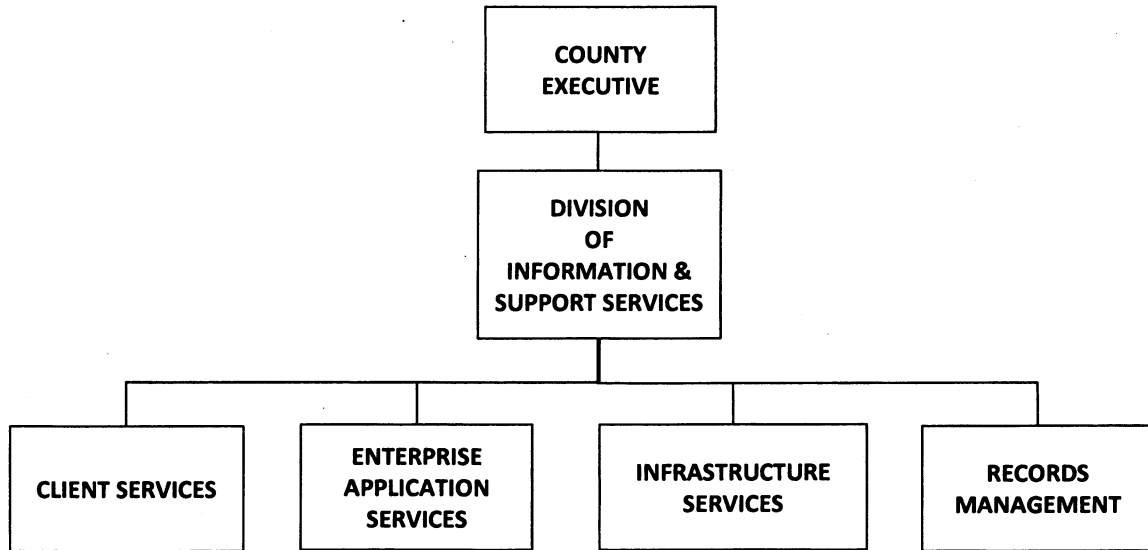 COUNTY
EXECUTIVE
DIVISION
OF
INFORMATION &
SUPPORT SERVICES
CLIENT SERVICES
ENTERPRISE
APPLICATION
SERVICES
INFRASTRUCTURE
SERVICES
RECORDS
MANAGEMENT